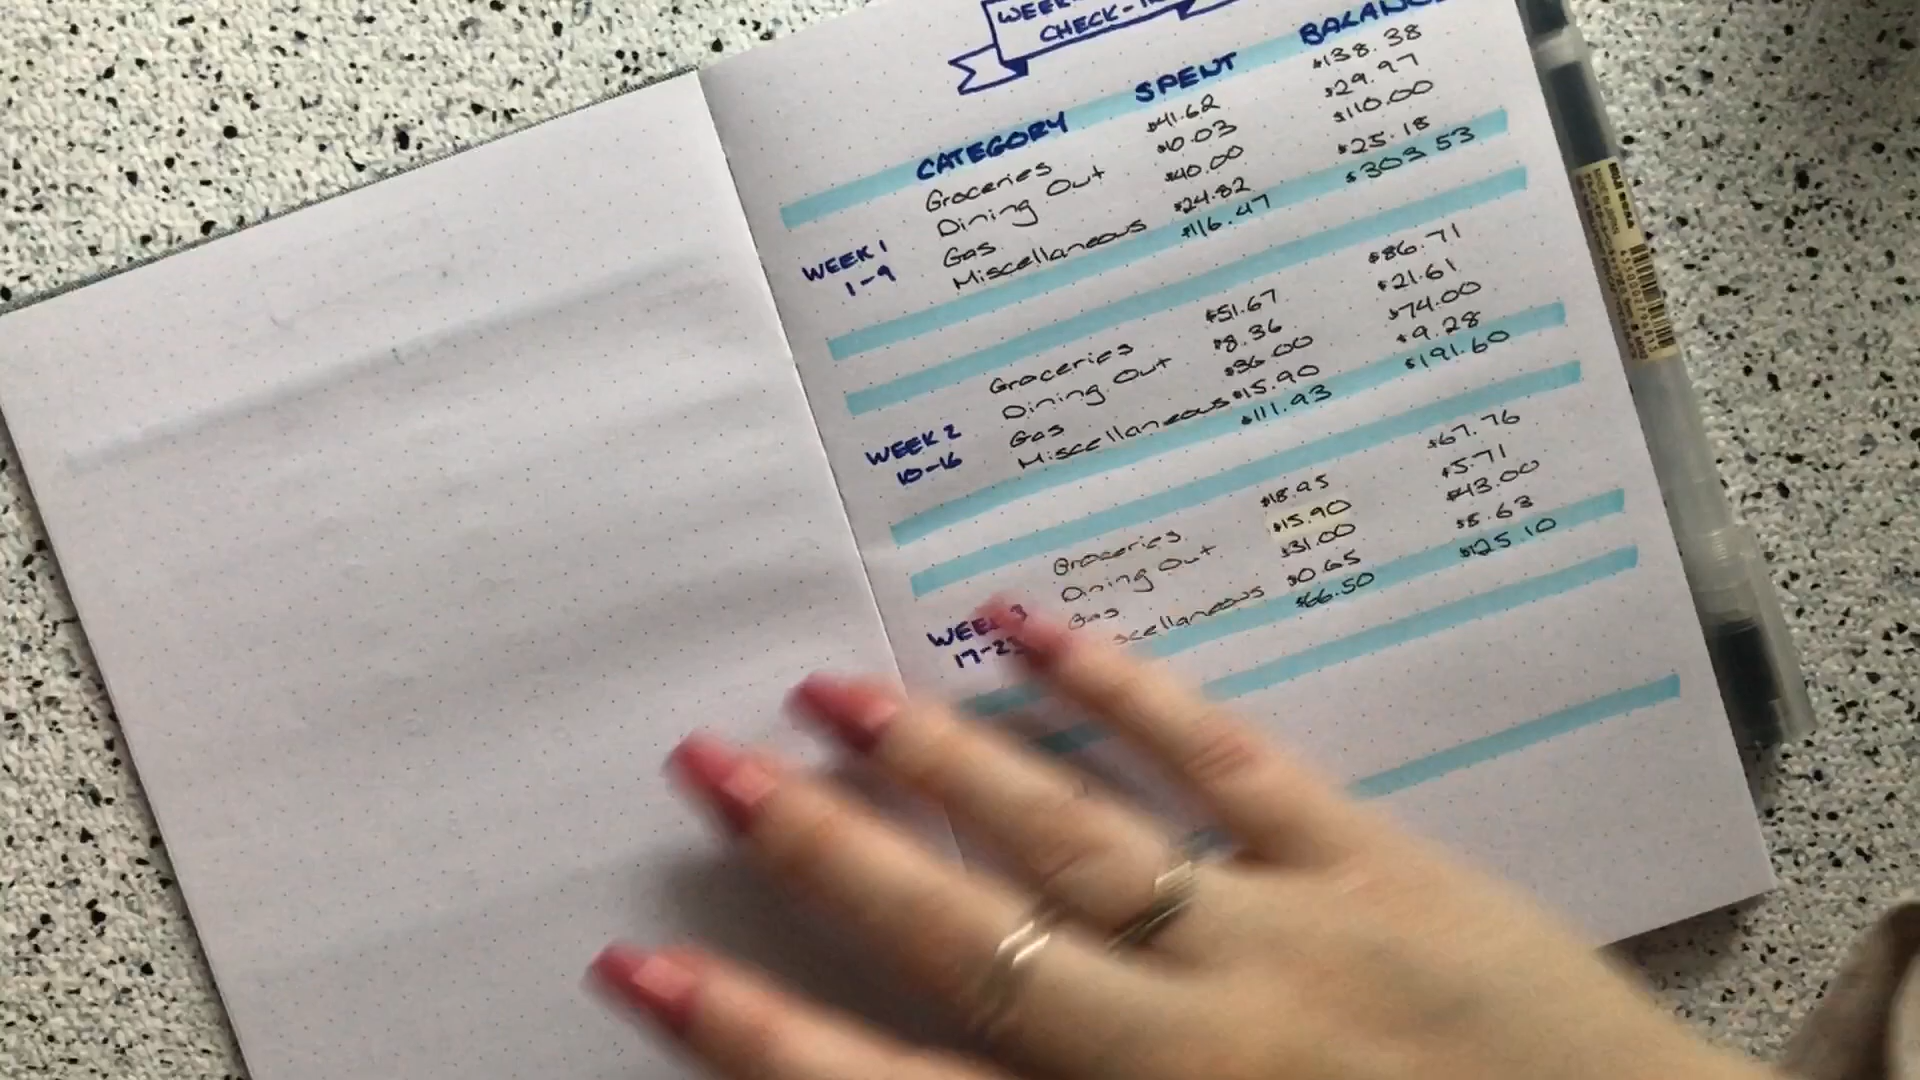 CHECK-IN
CATEGORY SPENT BALANCE
Groceries $41.62 $138.38
Dining Out $0.03 $29.97
WEEK 1 Gas $40.00 $110.00
1-9 Miscellaneous $24.82 $25.18
$116.47 $303.53
Groceries $51.67 $86.71
Dining Out $8.36 $21.61
WEEK 2 Gas $36.00 $74.00
10-16 Miscellaneous $15.90 $9.28
$111.93 $191.60
Groceries $18.95 $67.76
Dining Out $15.90 $5.71
Gas $31.00 $43.00
17-23 $0.65 $8.63
$66.50 $125.10